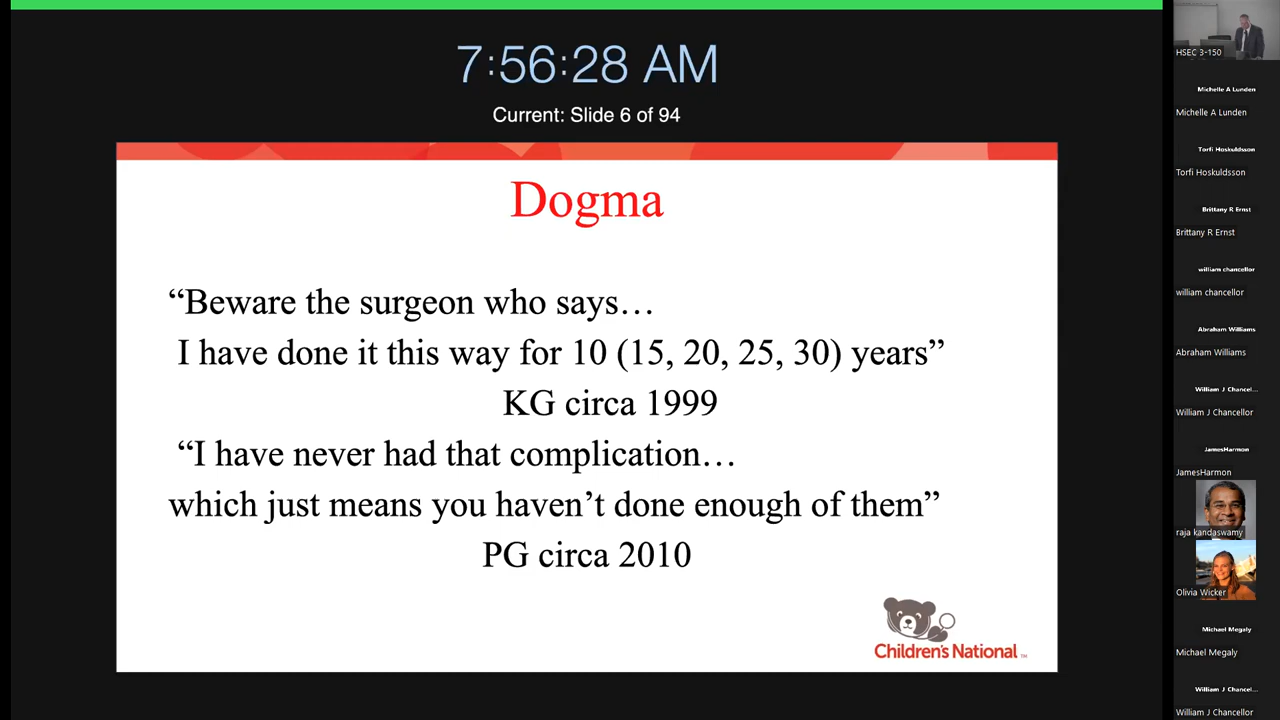 7:56:28 AM
Current: Slide 6 of 94
Dogma
“Beware the surgeon who says…
I have done it this way for 10 (15, 20, 25, 30) years”
KG circa 1999
“I have never had that complication…
which just means you haven’t done enough of them”
PG circa 2010
Children's National™
HSEC 3-150
Michelle A Lunden
Michelle A Lunden
Torfi Hoskuldsson
Torfi Hoskuldsson
Brittany R Ernst
Brittany R Ernst
william chancellor
william chancellor
Abraham Williams
Abraham Williams
William J Chancel...
William J Chancellor
JamesHarmon
JamesHarmon
raja kandaswamy
Olivia Wicker
Michael Megaly
Michael Megaly
William J Chancel...
William J Chancellor